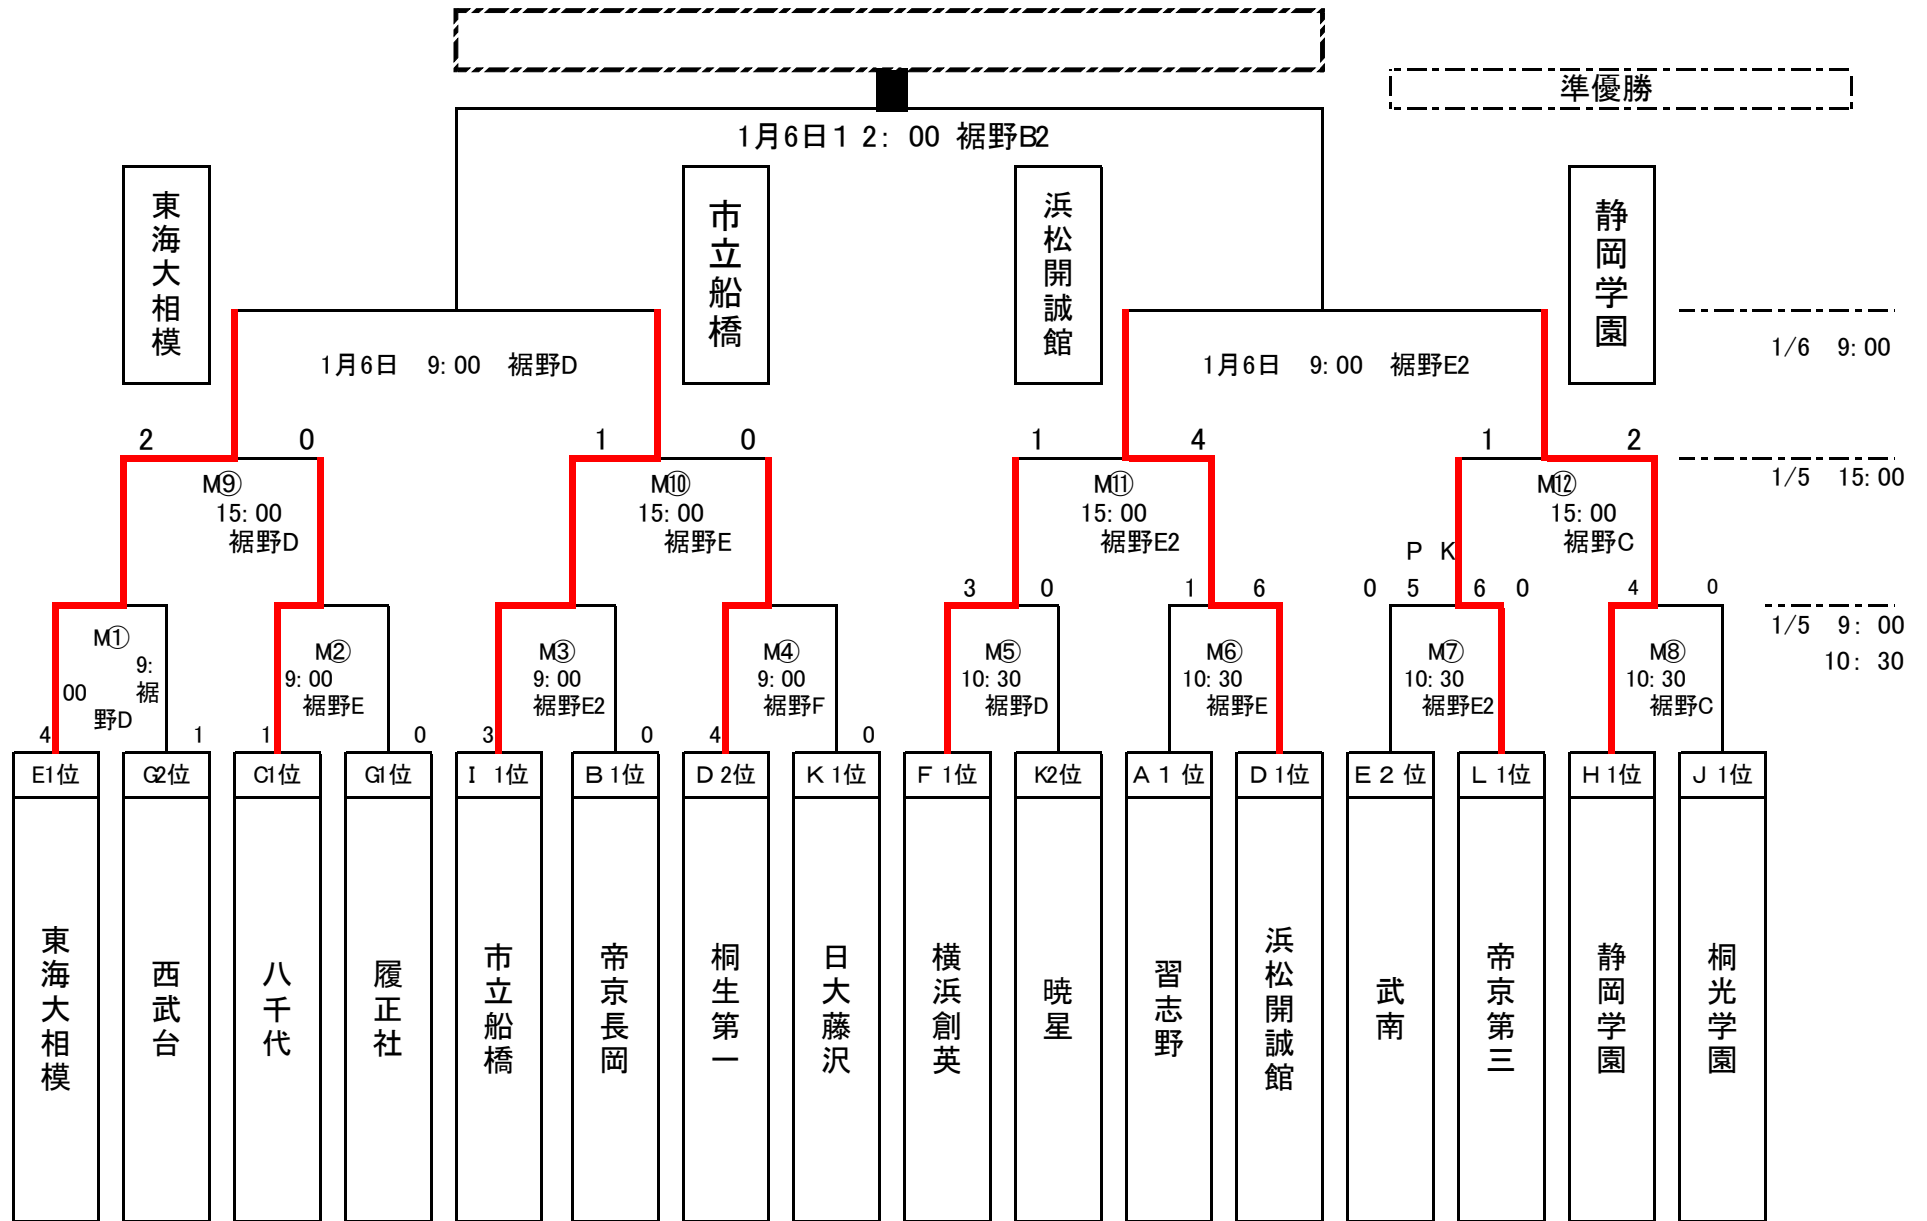 準優勝
1月6日１２：00 裾野B2
東海大相模
市立船橋
浜松開誠館
静岡学園
1月6日 9:00 裾野D
1月6日 9:00 裾野E2
1/6 9:00
2 0 1 0 1 4 1 2
M⑨
15:00
裾野D
M⑩
15:00
裾野E
M⑪
15:00
裾野E2
M⑫
15:00
裾野C
1/5 15:00
ＰＫ
3 0 1 6 0 5 6 0 4 0
M①
9:
00 裾
野D
M②
9:00
裾野E
M③
9:00
裾野E2
M④
9:00
裾野F
M⑤
10:30
裾野D
M⑥
10:30
裾野E
M⑦
10:30
裾野E2
M⑧
10:30
裾野C
1/5 9:00
10:30
4 1 1 0 3 0 4 0
E1位 G2位 C1位 G1位 Ｉ 1位 Ｂ1位 Ｄ2位 Ｋ1位 Ｆ1位 K2位 Ａ１位 Ｄ1位 Ｅ２位 Ｌ1位 Ｈ1位 Ｊ1位
東海大相模
西武台
八千代
履正社
市立船橋
帝京長岡
桐生第一
日大藤沢
横浜創英
暁星
習志野
浜松開誠館
武南
帝京第三
静岡学園
桐光学園